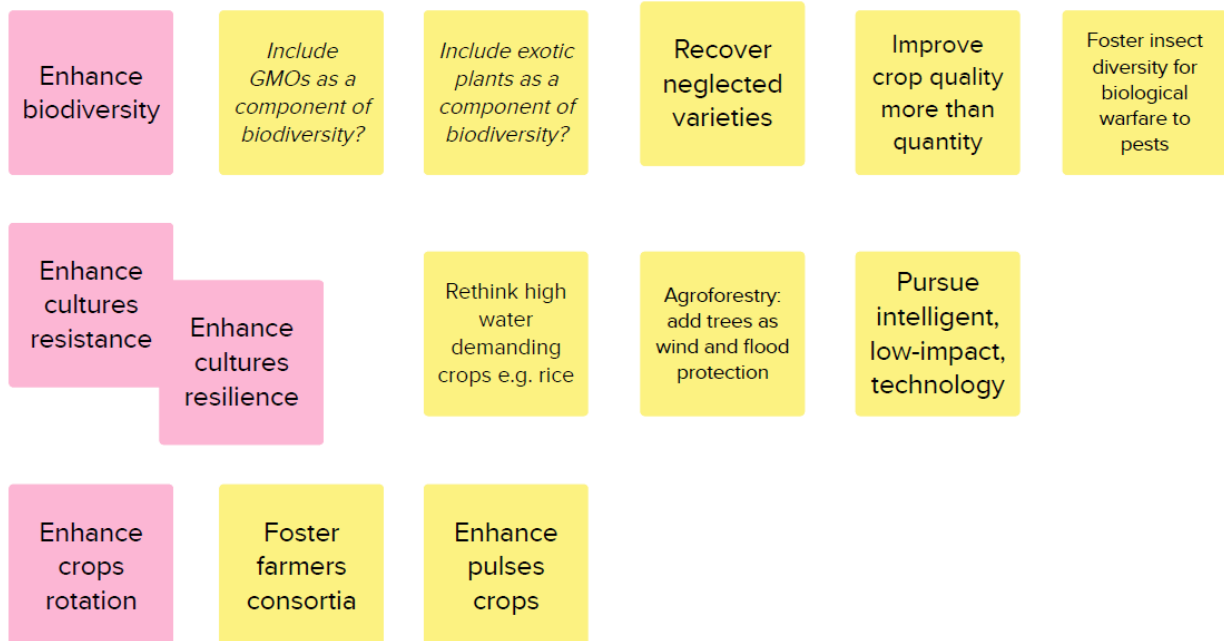 Enhance
biodiversity
Include
GMOs as a
component of
biodiversity?
Include exotic
plants as a
component of
biodiversity?
Recover
neglected
varieties
Improve
crop quality
more than
quantity
Foster insect
diversity for
biological
warfare to
pests
Enhance
cultures
resistance
Enhance
cultures
resilience
Rethink high
water
demanding
crops e.g. rice
Agroforestry:
add trees as
wind and flood
protection
Pursue
intelligent,
low-impact,
technology
Enhance
crops
rotation
Foster
farmers
consortia
Enhance
pulses
crops